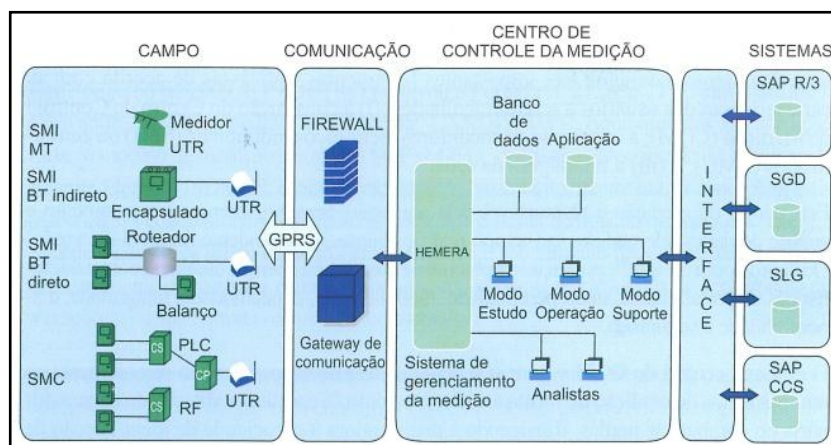 CAMPO
SMI
MT
Medidor
UTR
SMI
BT indireto
Encapsulado
UTR
SMI
BT
direto
Roteador
Balanço
UTR
SMC
CS
PLC
CP
CS
RF
UTR
GPRS
COMUNICAÇÃO
FIREWALL
Gateway de
comunicação
CENTRO DE
CONTROLE DA MEDIÇÃO
Banco
de
dados
Aplicação
HEMERA
Modo
Estudo
Modo
Operação
Modo
Suporte
Sistema de
gerenciamento
da medição
Analistas
INTERFACE
SISTEMAS
SAP R/3
SGD
SLG
SAP
CCS